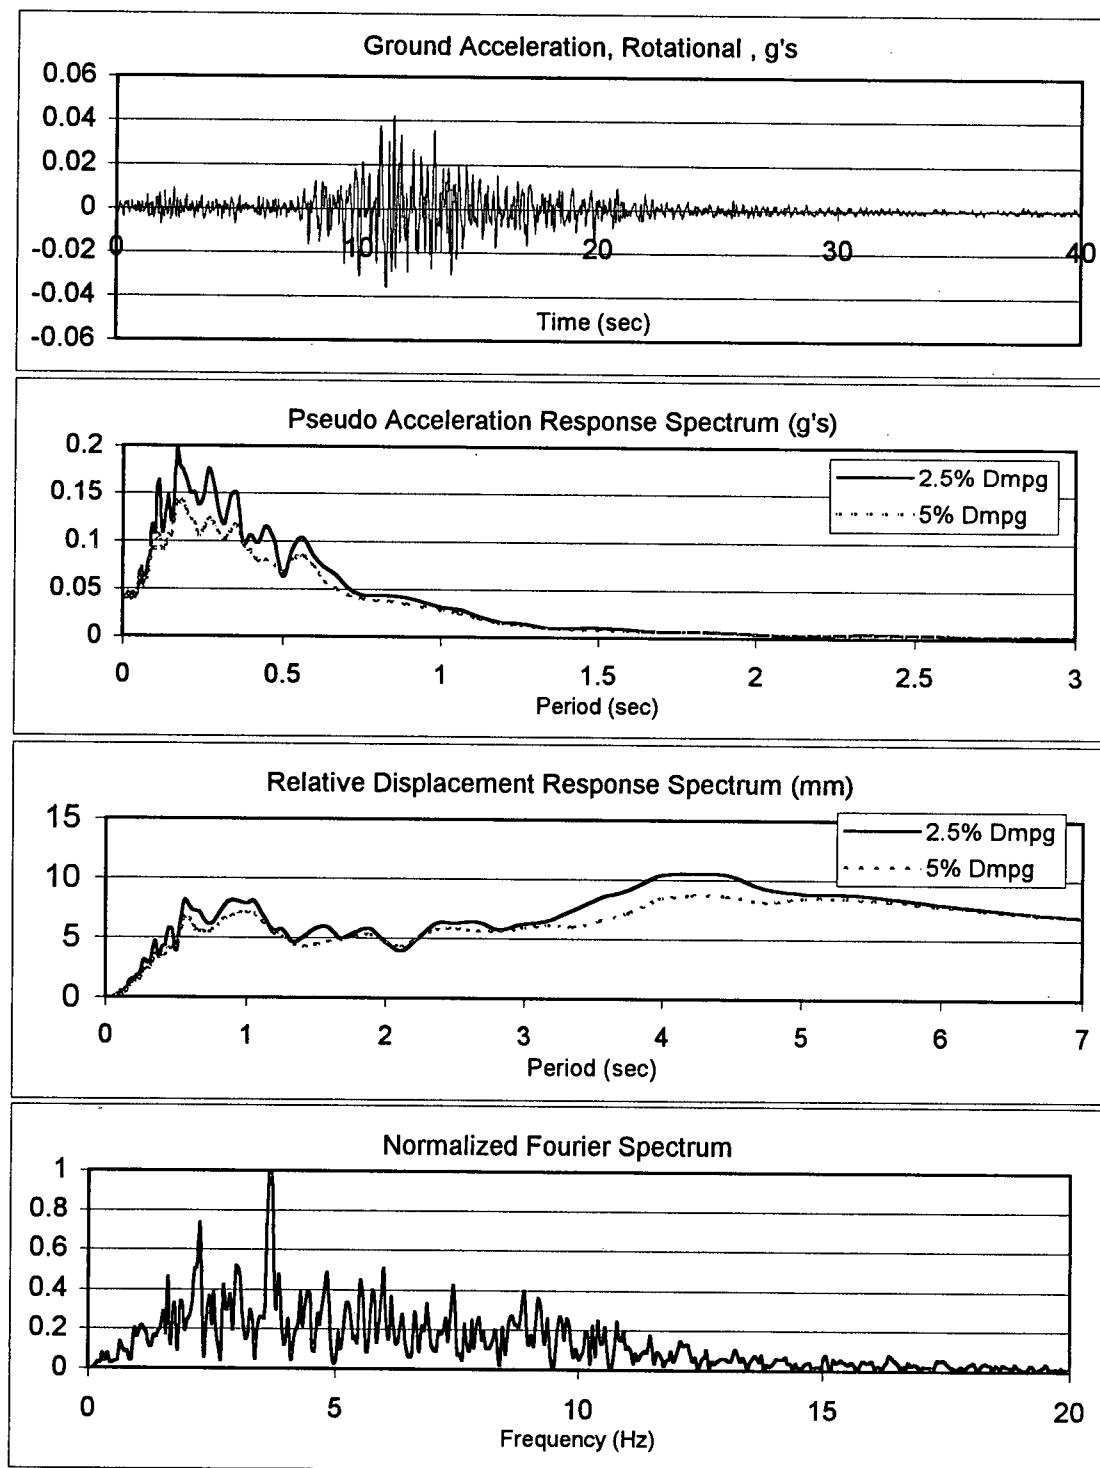 Ground Acceleration, Rotational , g's
0.06
0.04
0.02
0
-0.02
-0.04
-0.06
0 10 20 30 40
Time (sec)
Pseudo Acceleration Response Spectrum (g's)
0.2
0.15
0.1
0.05
0
2.5% Dmpg
5% Dmpg
0 0.5 1 1.5 2 2.5 3
Period (sec)
Relative Displacement Response Spectrum (mm)
15
10
5
0
2.5% Dmpg
5% Dmpg
0 1 2 3 4 5 6 7
Period (sec)
Normalized Fourier Spectrum
1
0.8
0.6
0.4
0.2
0
0 5 10 15 20
Frequency (Hz)